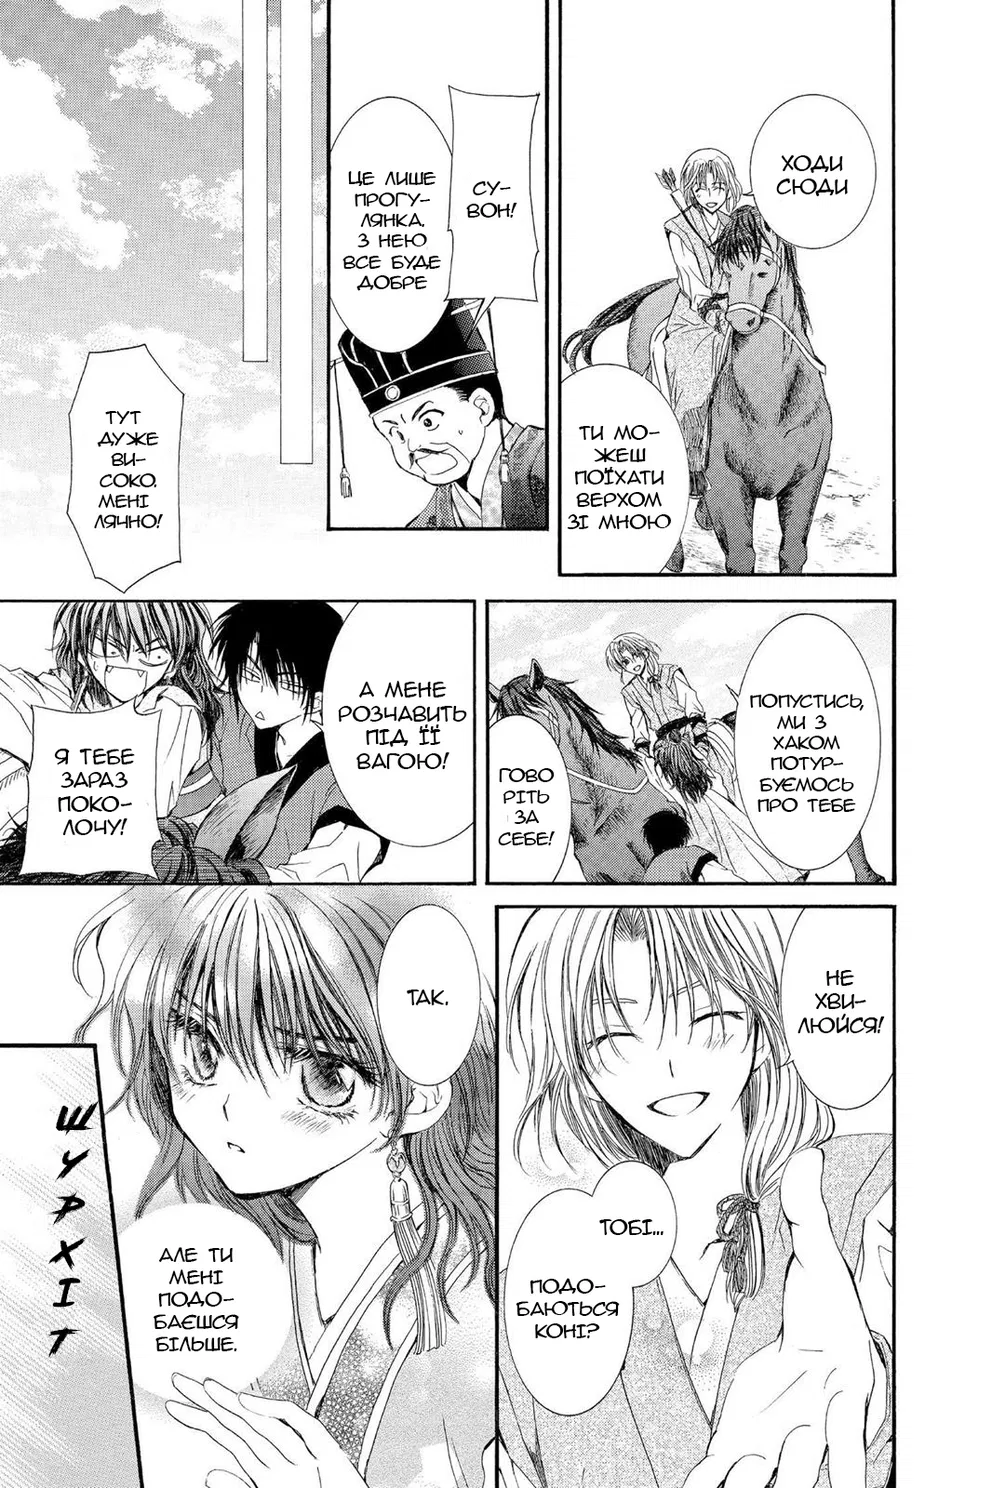 ХОДИ
СЮДИ
ТИ МО-
ЖЕШ
ПОЇХАТИ
ВЕРХОМ
ЗІ МНОЮ
СУ-
ВОН!
ЦЕ ЛИШЕ
ПРОГУ-
ЛЯНКА.
З НЕЮ
ВСЕ БУДЕ
ДОБРЕ
ТУТ
ДУЖЕ
ВИ-
СОКО.
МЕНІ
ЛЯЧНО!
ПОПУСТИСЬ,
МИ З
ХАКОМ
ПОТУР-
БУЄМОСЬ
ПРО ТЕБЕ
ГОВО
РІТЬ ЗА
СЕБЕ!
А МЕНЕ
РОЗЧАВИТЬ
ПІД ЇЇ
ВАГОЮ!
Я ТЕБЕ
ЗАРАЗ
ПОКО-
ЛОЧУ!
НЕ
ХВИ-
ЛЮЙСЯ!
ТОБІ...
ПОДО-
БАЮТЬСЯ
КОНІ?
ТАК.
АЛЕ ТИ
МЕНІ
ПОДО-
БАЄШСЯ
БІЛЬШЕ.
ШУРХІТ